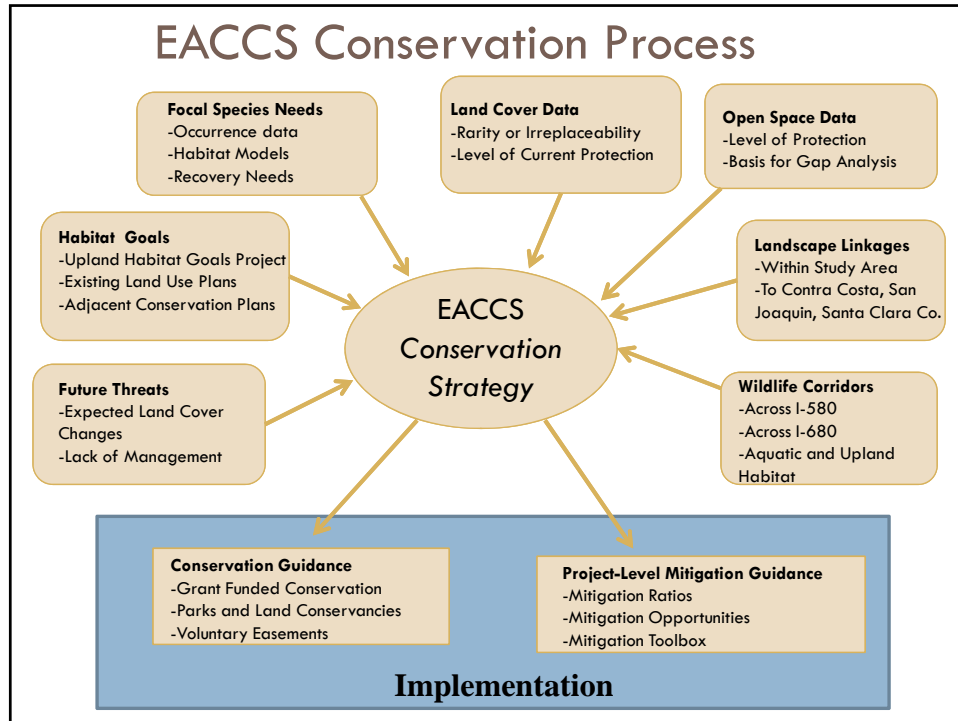 EACCS Conservation Process
Focal Species Needs
-Occurrence data
-Habitat Models
-Recovery Needs
Land Cover Data
-Rarity or Irreplaceability
-Level of Current Protection
Open Space Data
-Level of Protection
-Basis for Gap Analysis
Habitat Goals
-Upland Habitat Goals Project
-Existing Land Use Plans
-Adjacent Conservation Plans
Landscape Linkages
-Within Study Area
-To Contra Costa, San
Joaquin, Santa Clara Co.
EACCS
Conservation
Strategy
Future Threats
-Expected Land Cover
Changes
-Lack of Management
Wildlife Corridors
-Across I-580
-Across I-680
-Aquatic and Upland
Habitat
Conservation Guidance
-Grant Funded Conservation
-Parks and Land Conservancies
-Voluntary Easements
Project-Level Mitigation Guidance
-Mitigation Ratios
-Mitigation Opportunities
-Mitigation Toolbox
Implementation